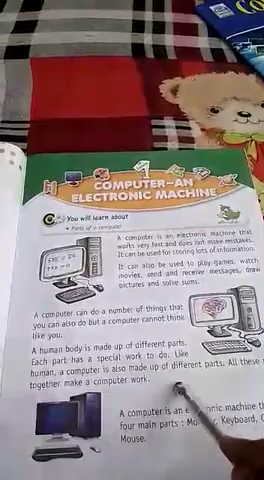 1
COMPUTER–AN
ELECTRONIC MACHINE
You will learn about
• Parts of a computer
A computer is an electronic machine that
works very fast and does not make mistakes.
It can be used for storing lots of information.
It can also be used to play games, watch
movies, send and receive messages, draw
pictures and solve sums.
A computer can do a number of things that
you can also do but a computer cannot think
like you.
A human body is made up of different parts.
Each part has a special work to do. Like
human, a computer is also made up of different parts. All these
together make a computer work.
A computer is an
four main parts : Keyboard,
Mouse.